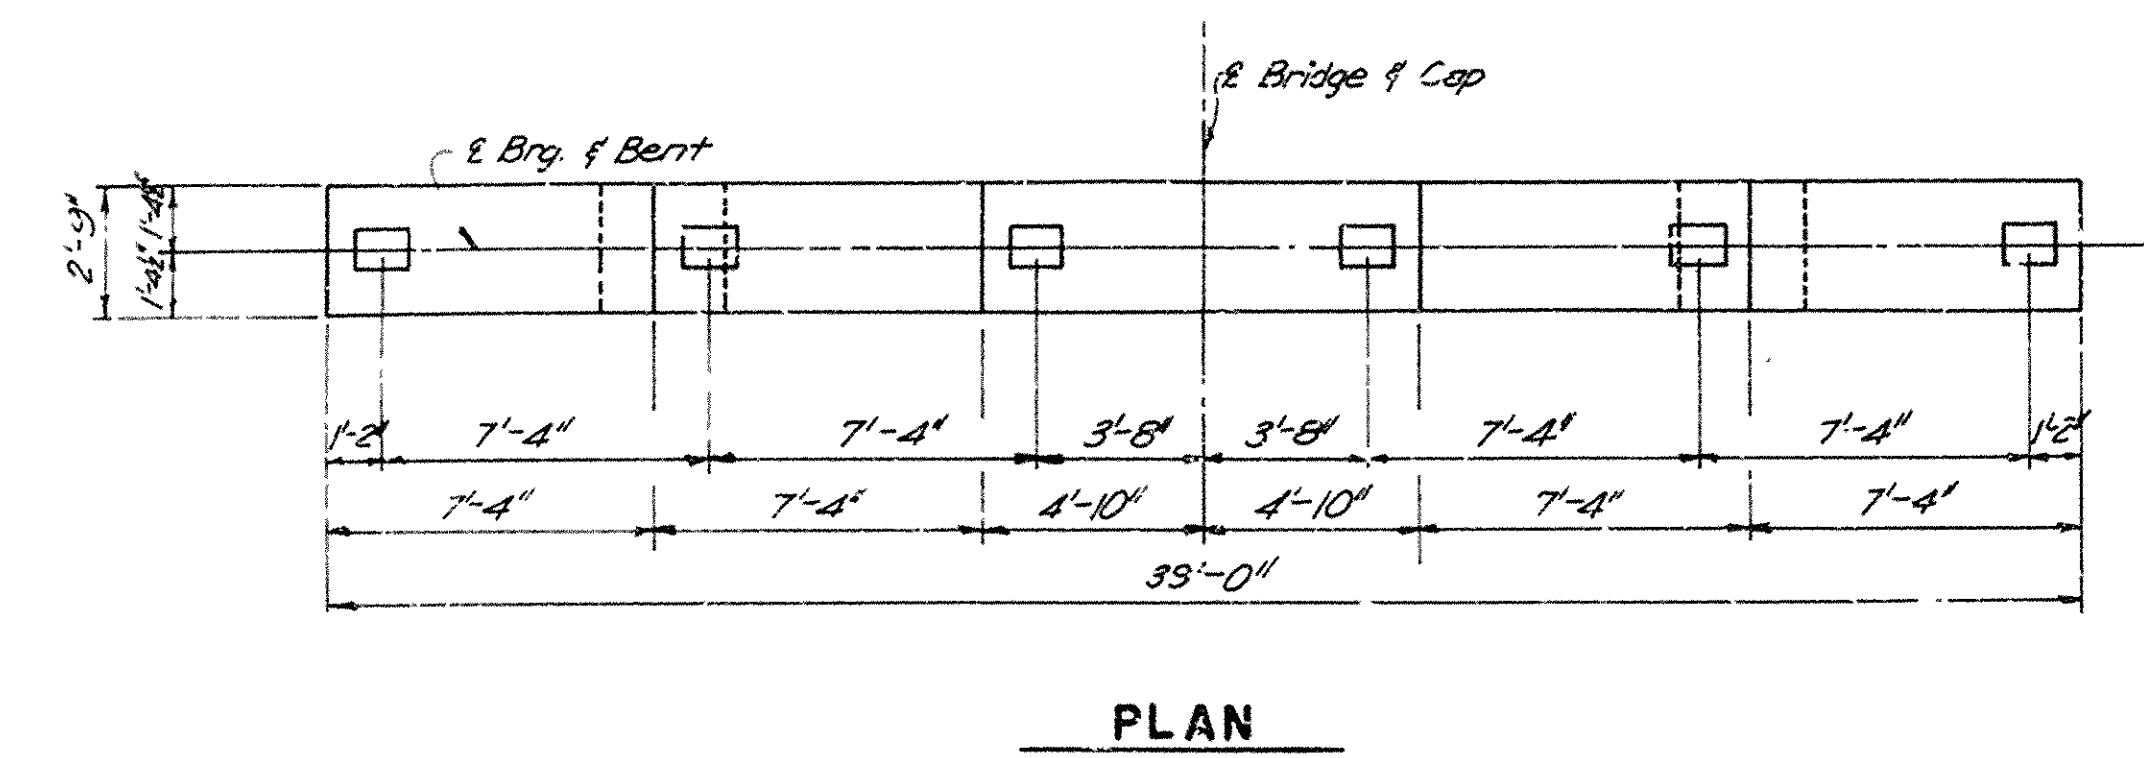 ℄ Bridge & Cap
℄ Brg. & Bent
2'-9"
1'-4½"
1'-4½"
1'-2" 7'-4" 7'-4" 3'-8" 3'-8" 7'-4" 7'-4" 1'-2"
7'-4" 7'-4" 4'-10" 4'-10" 7'-4" 7'-4"
39'-0"
PLAN